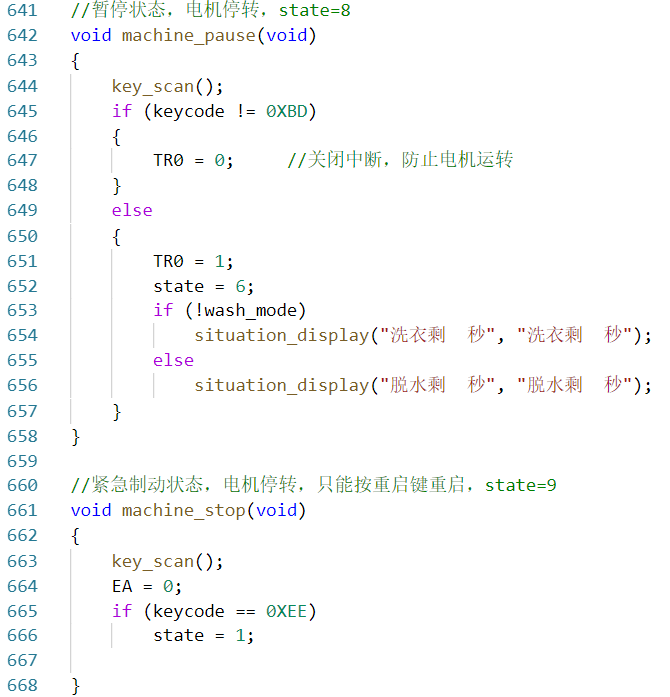 641 //暂停状态，电机停转，state=8
642 void machine_pause(void)
643 {
644     key_scan();
645     if (keycode != 0XBD)
646     {
647         TR0 = 0;     //关闭中断，防止电机运转
648     }
649     else
650     {
651         TR0 = 1;
652         state = 6;
653         if (!wash_mode)
654             situation_display("洗衣剩  秒", "洗衣剩  秒");
655         else
656             situation_display("脱水剩  秒", "脱水剩  秒");
657     }
658 }
659
660 //紧急制动状态，电机停转，只能按重启键重启，state=9
661 void machine_stop(void)
662 {
663     key_scan();
664     EA = 0;
665     if (keycode == 0XEE)
666         state = 1;
667
668 }